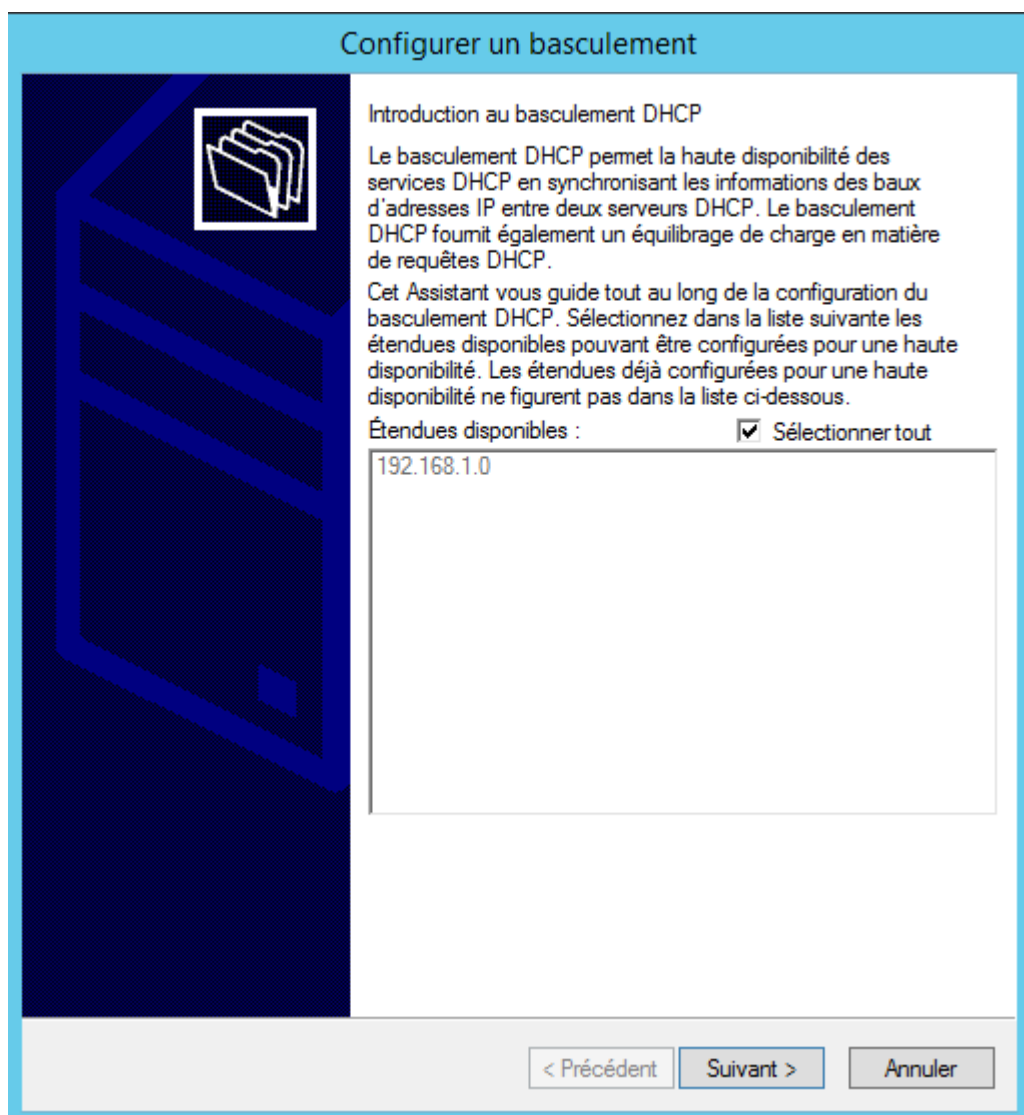 Configurer un basculement
Introduction au basculement DHCP
Le basculement DHCP permet la haute disponibilité des
services DHCP en synchronisant les informations des baux
d'adresses IP entre deux serveurs DHCP. Le basculement
DHCP fournit également un équilibrage de charge en matière
de requêtes DHCP.
Cet Assistant vous guide tout au long de la configuration du
basculement DHCP. Sélectionnez dans la liste suivante les
étendues disponibles pouvant être configurées pour une haute
disponibilité. Les étendues déjà configurées pour une haute
disponibilité ne figurent pas dans la liste ci-dessous.
Étendues disponibles : Sélectionner tout
192.168.1.0
< Précédent Suivant > Annuler